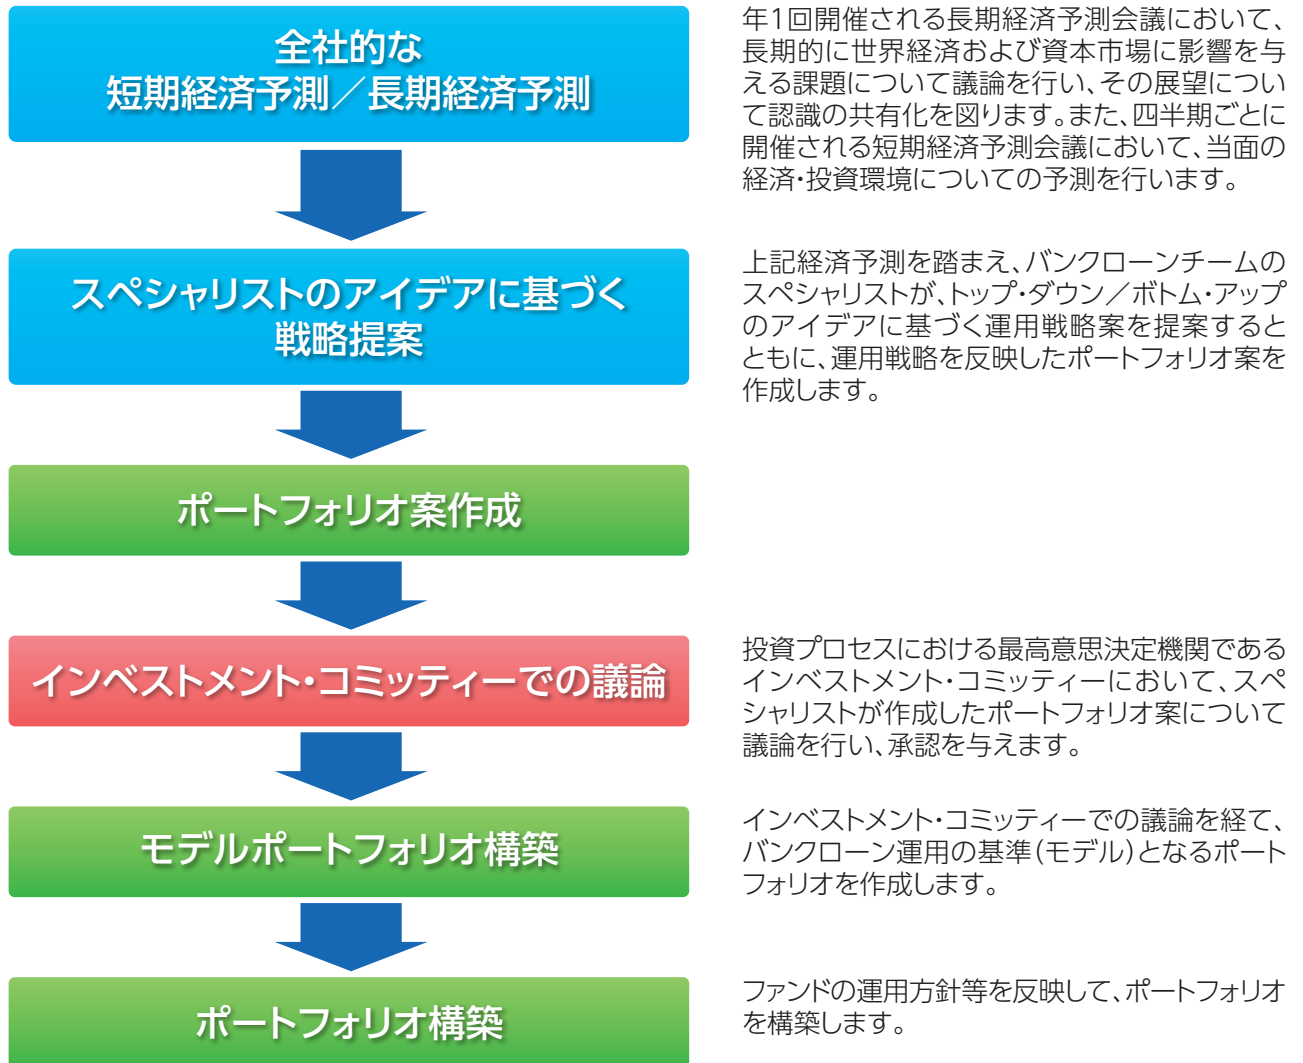 全社的な
短期経済予測／長期経済予測
年1回開催される長期経済予測会議において、
長期的に世界経済および資本市場に影響を与
える課題について議論を行い、その展望につい
て認識の共有化を図ります。また、四半期ごとに
開催される短期経済予測会議において、当面の
経済・投資環境についての予測を行います。
スペシャリストのアイデアに基づく
戦略提案
上記経済予測を踏まえ、バンクローンチームの
スペシャリストが、トップ・ダウン／ボトム・アップ
のアイデアに基づく運用戦略案を提案すると
ともに、運用戦略を反映したポートフォリオ案を
作成します。
ポートフォリオ案作成
インベストメント・コミッティーでの議論
投資プロセスにおける最高意思決定機関である
インベストメント・コミッティーにおいて、スペ
シャリストが作成したポートフォリオ案について
議論を行い、承認を与えます。
モデルポートフォリオ構築
インベストメント・コミッティーでの議論を経て、
バンクローン運用の基準（モデル）となるポート
フォリオを作成します。
ポートフォリオ構築
ファンドの運用方針等を反映して、ポートフォリオ
を構築します。